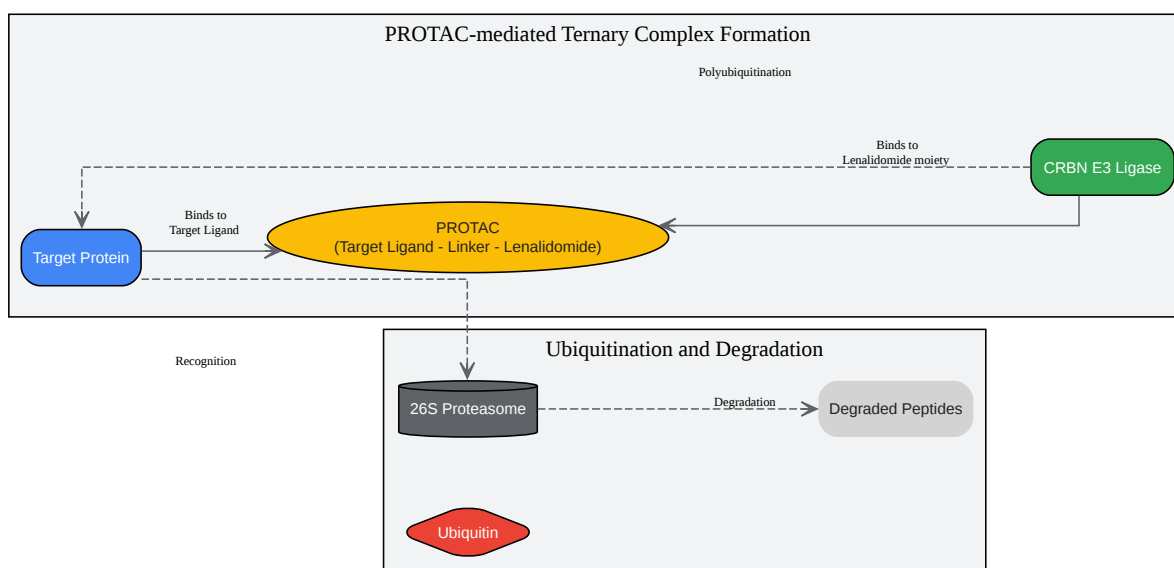 PROTAC-mediated Ternary Complex Formation
Polyubiquitination
Binds to
Lenalidomide moiety
CRBN E3 Ligase
Binds to
Target Ligand
PROTAC
(Target Ligand - Linker - Lenalidomide)
Target Protein
Ubiquitination and Degradation
Recognition
26S Proteasome
Degradation
Degraded Peptides
Ubiquitin